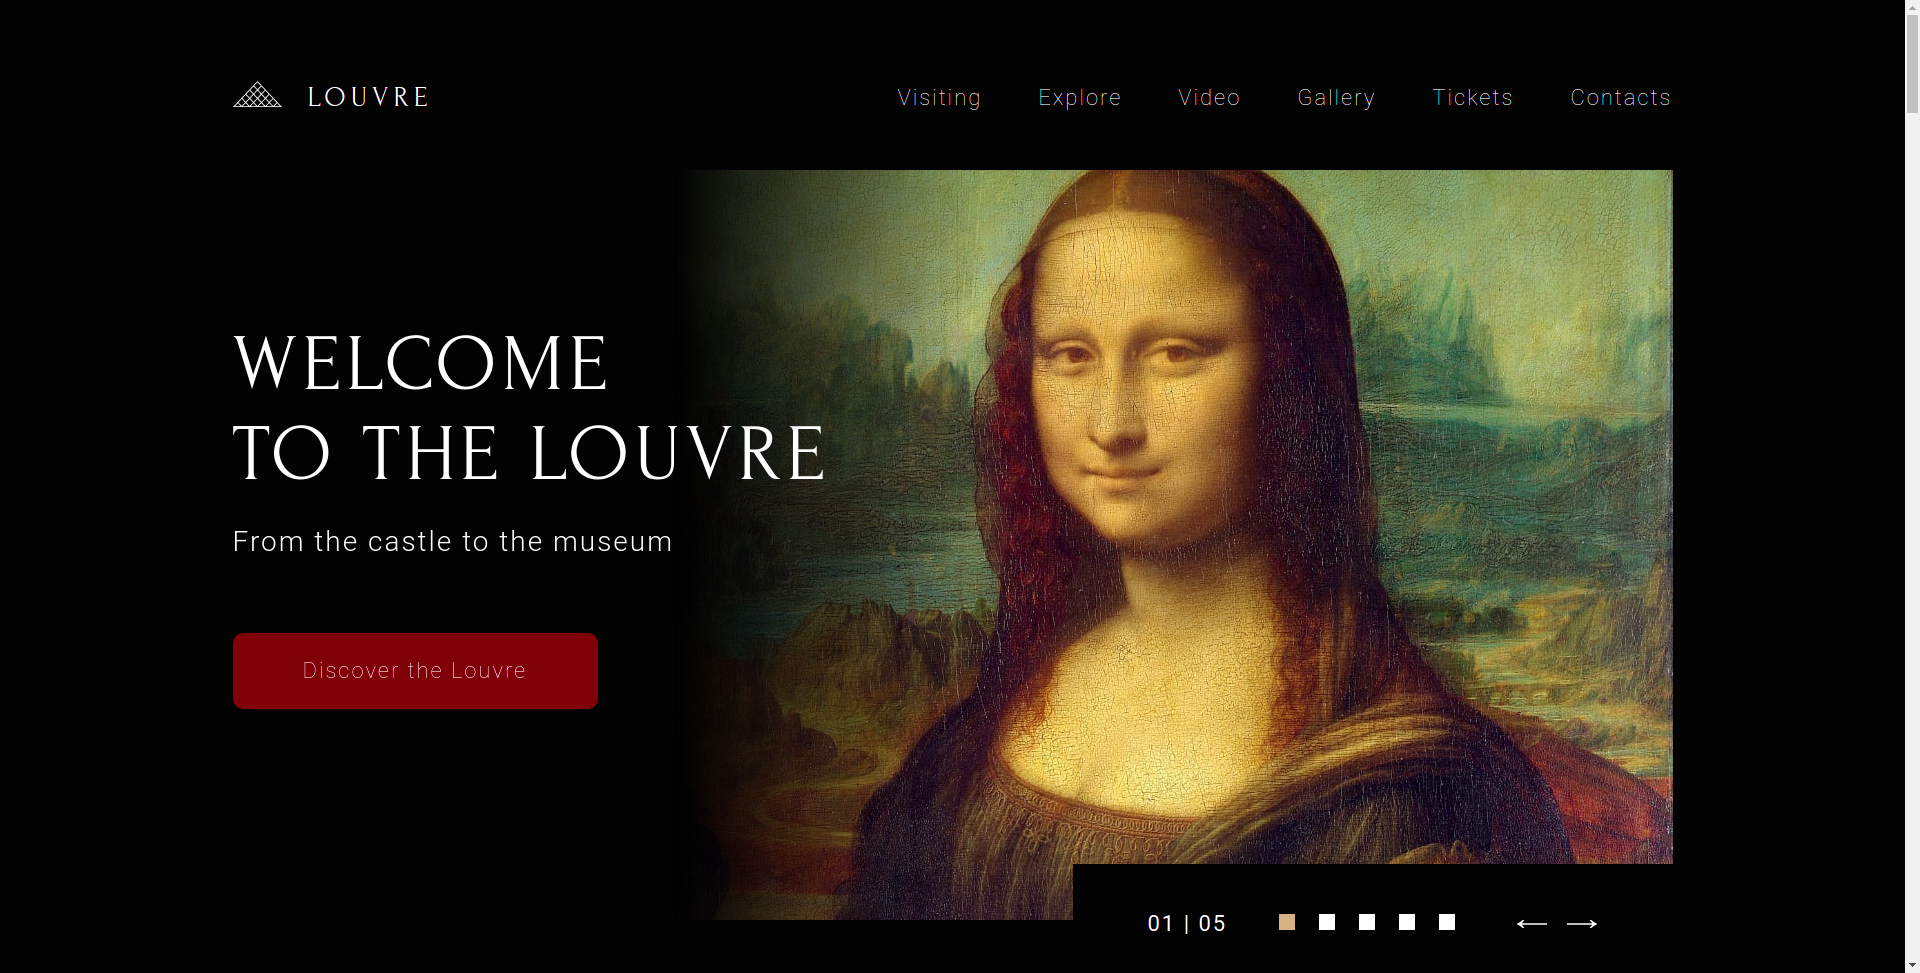 LOUVRE
Visiting Explore Video Gallery Tickets Contacts
WELCOME
TO THE LOUVRE
From the castle to the museum
Discover the Louvre
01 | 05